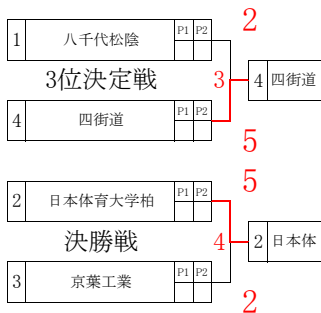 2
1 八千代松陰 P1 P2
3位決定戦 3 4 四街道
4 四街道 P1 P2
5
5
2 日本体育大学柏 P1 P2
決勝戦 4 2 日本体
3 京葉工業 P1 P2
2